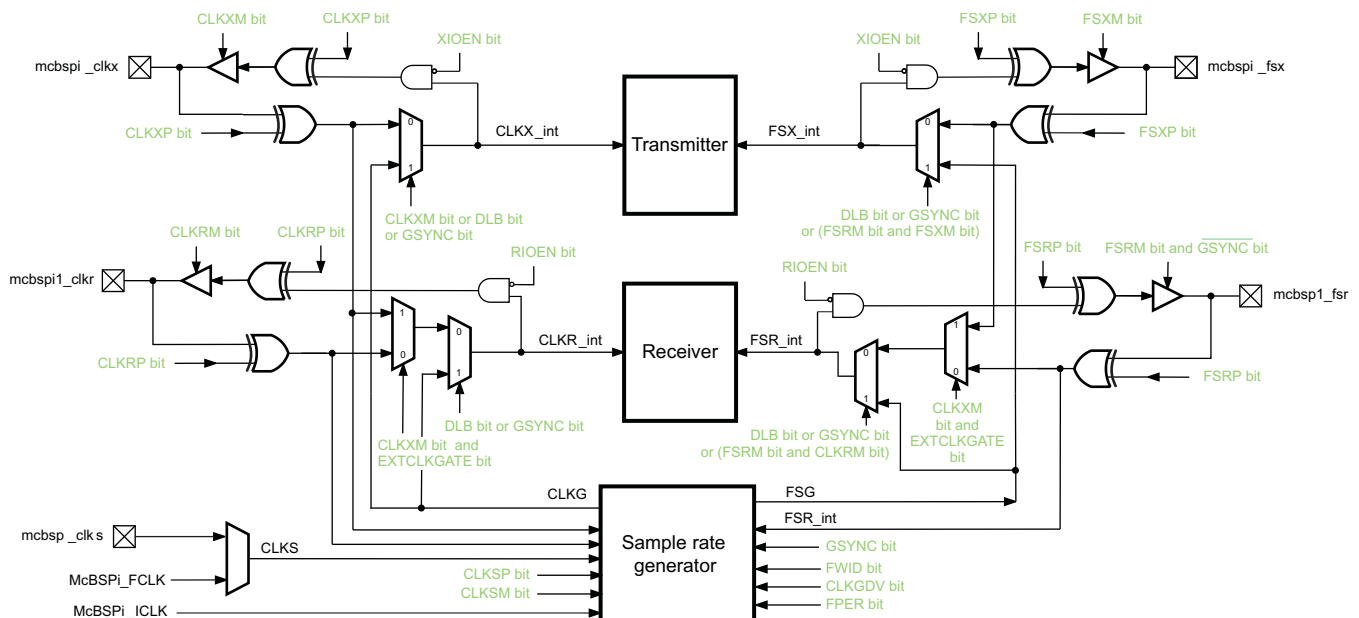 CLKXM bit
CLKXP bit
XIOEN bit
XIOEN bit
FSXP bit
FSXM bit
mcbspi _clkx
mcbspi _fsx
CLKXP bit
0
1
CLKX_int
Transmitter
FSX_int
0
1
FSXP bit
CLKXM bit or DLB bit
or GSYNC bit
DLB bit or GSYNC bit
or (FSRM bit and FSXM bit)
CLKRM bit
CLKRP bit
RIOEN bit
RIOEN bit
FSRP bit
FSRM bit and GSYNC bit
mcbspi1_clkr
mcbsp1_fsr
CLKRP bit
1
0
0
1
CLKR_int
Receiver
FSR_int
0
1
1
0
FSRP bit
CLKXM bit and
EXTCLKGATE bit
DLB bit or GSYNC bit
DLB bit or GSYNC bit
or (FSRM bit and CLKRM bit)
CLKXM
bit and
EXTCLKGATE
bit
CLKG
FSG
FSR_int
mcbsp _clk s
CLKS
McBSPi_FCLK
McBSPi _ICLK
CLKSP bit
CLKSM bit
Sample rate
generator
GSYNC bit
FWID bit
CLKGDV bit
FPER bit